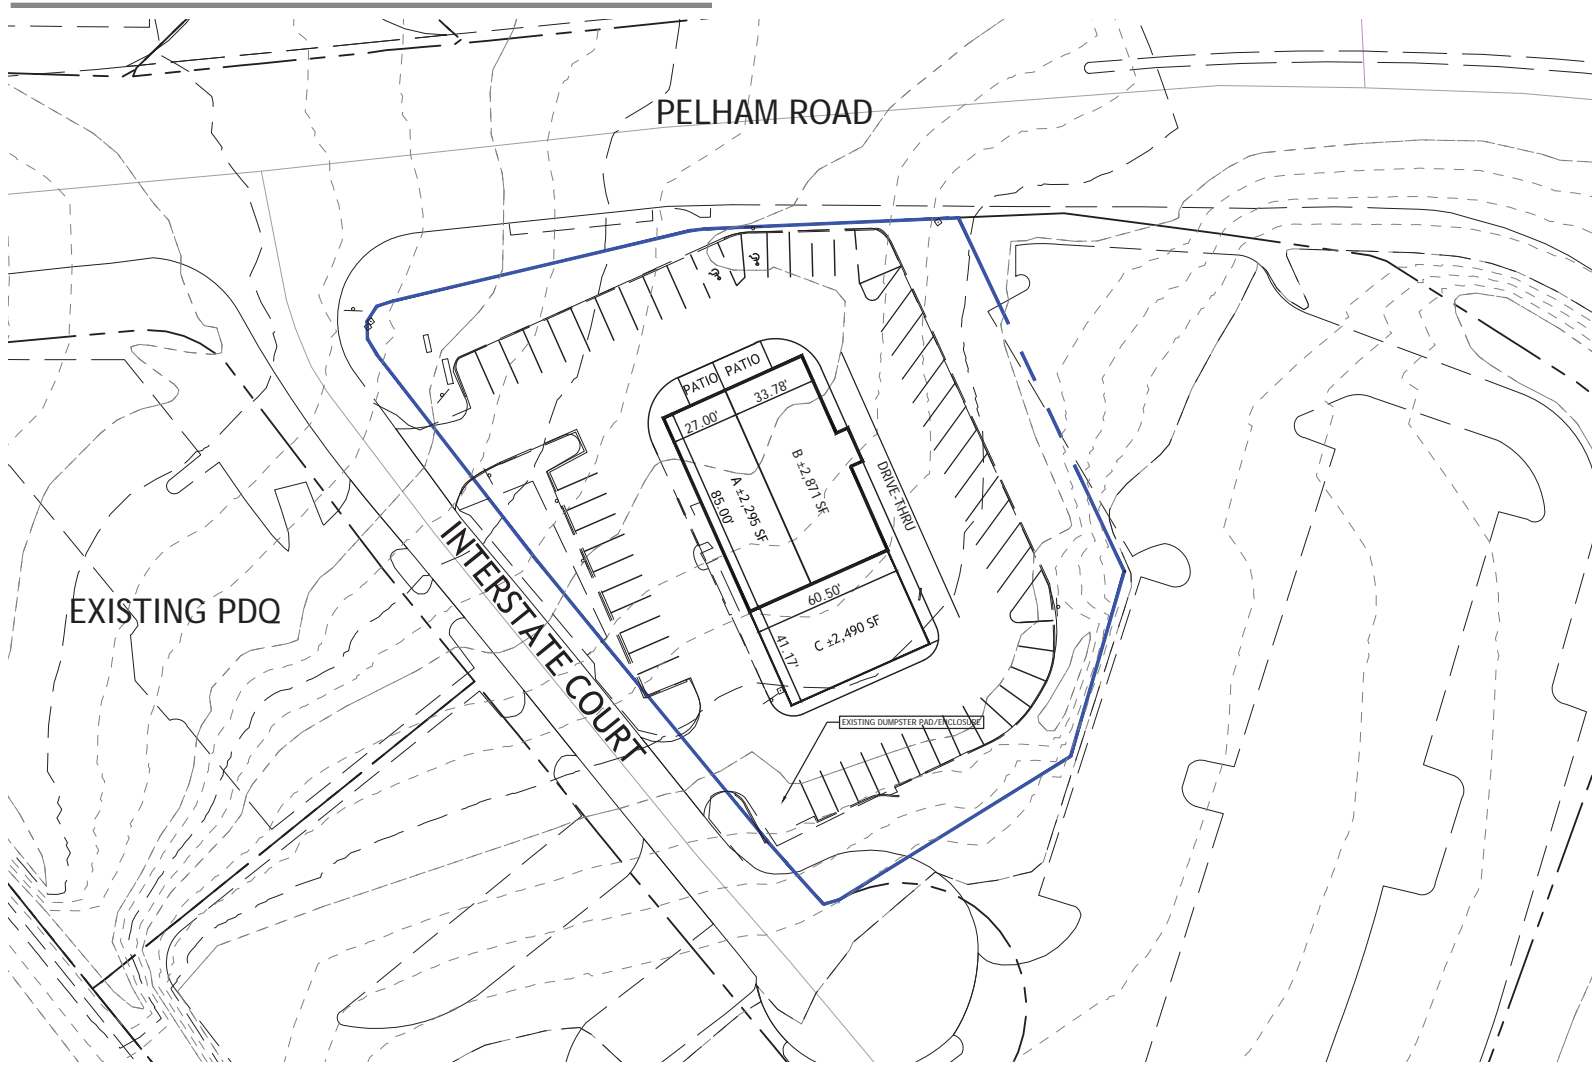 PELHAM ROAD
PATIO
PATIO
33.78'
27.00'
B ±2,871 SF
A ±2,295 SF
85.00'
DRIVE-THRU
INTERSTATE COURT
EXISTING PDQ
60.50'
C ±2,490 SF
41.17'
EXISTING DUMPSTER PAD/ENCLOSURE